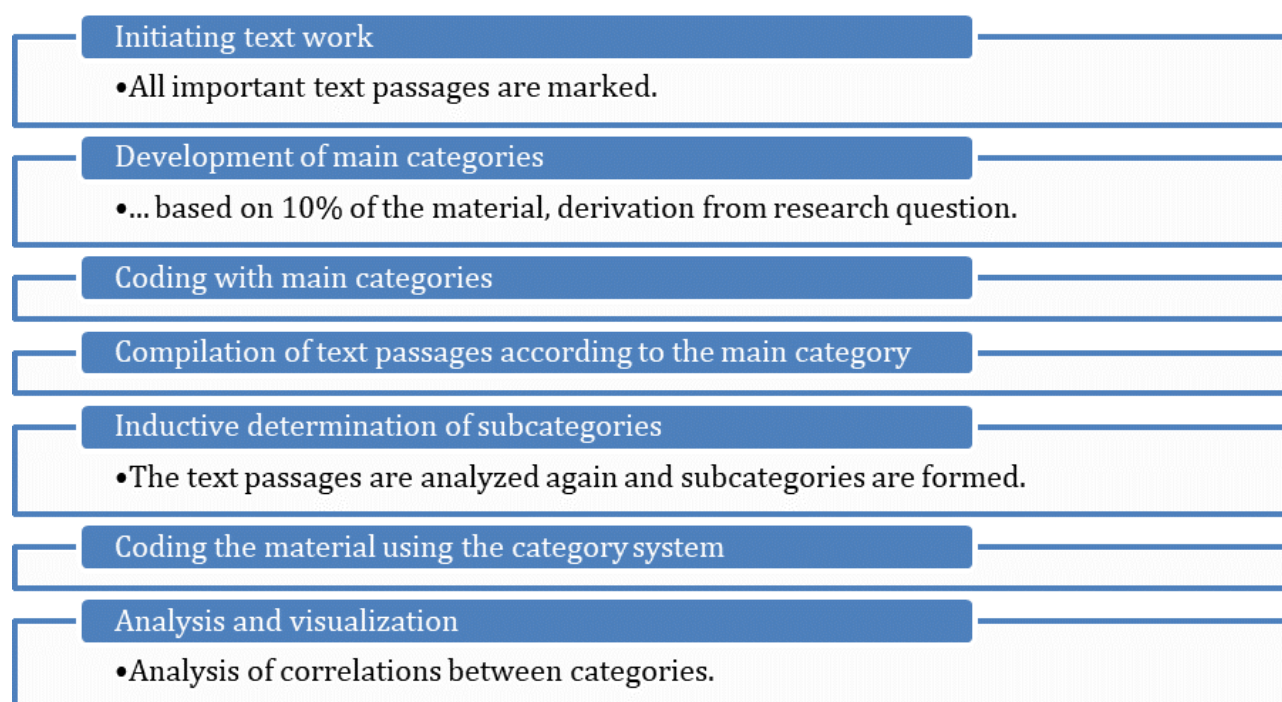 Initiating text work
•All important text passages are marked.
Development of main categories
•... based on 10% of the material, derivation from research question.
Coding with main categories
Compilation of text passages according to the main category
Inductive determination of subcategories
•The text passages are analyzed again and subcategories are formed.
Coding the material using the category system
Analysis and visualization
•Analysis of correlations between categories.